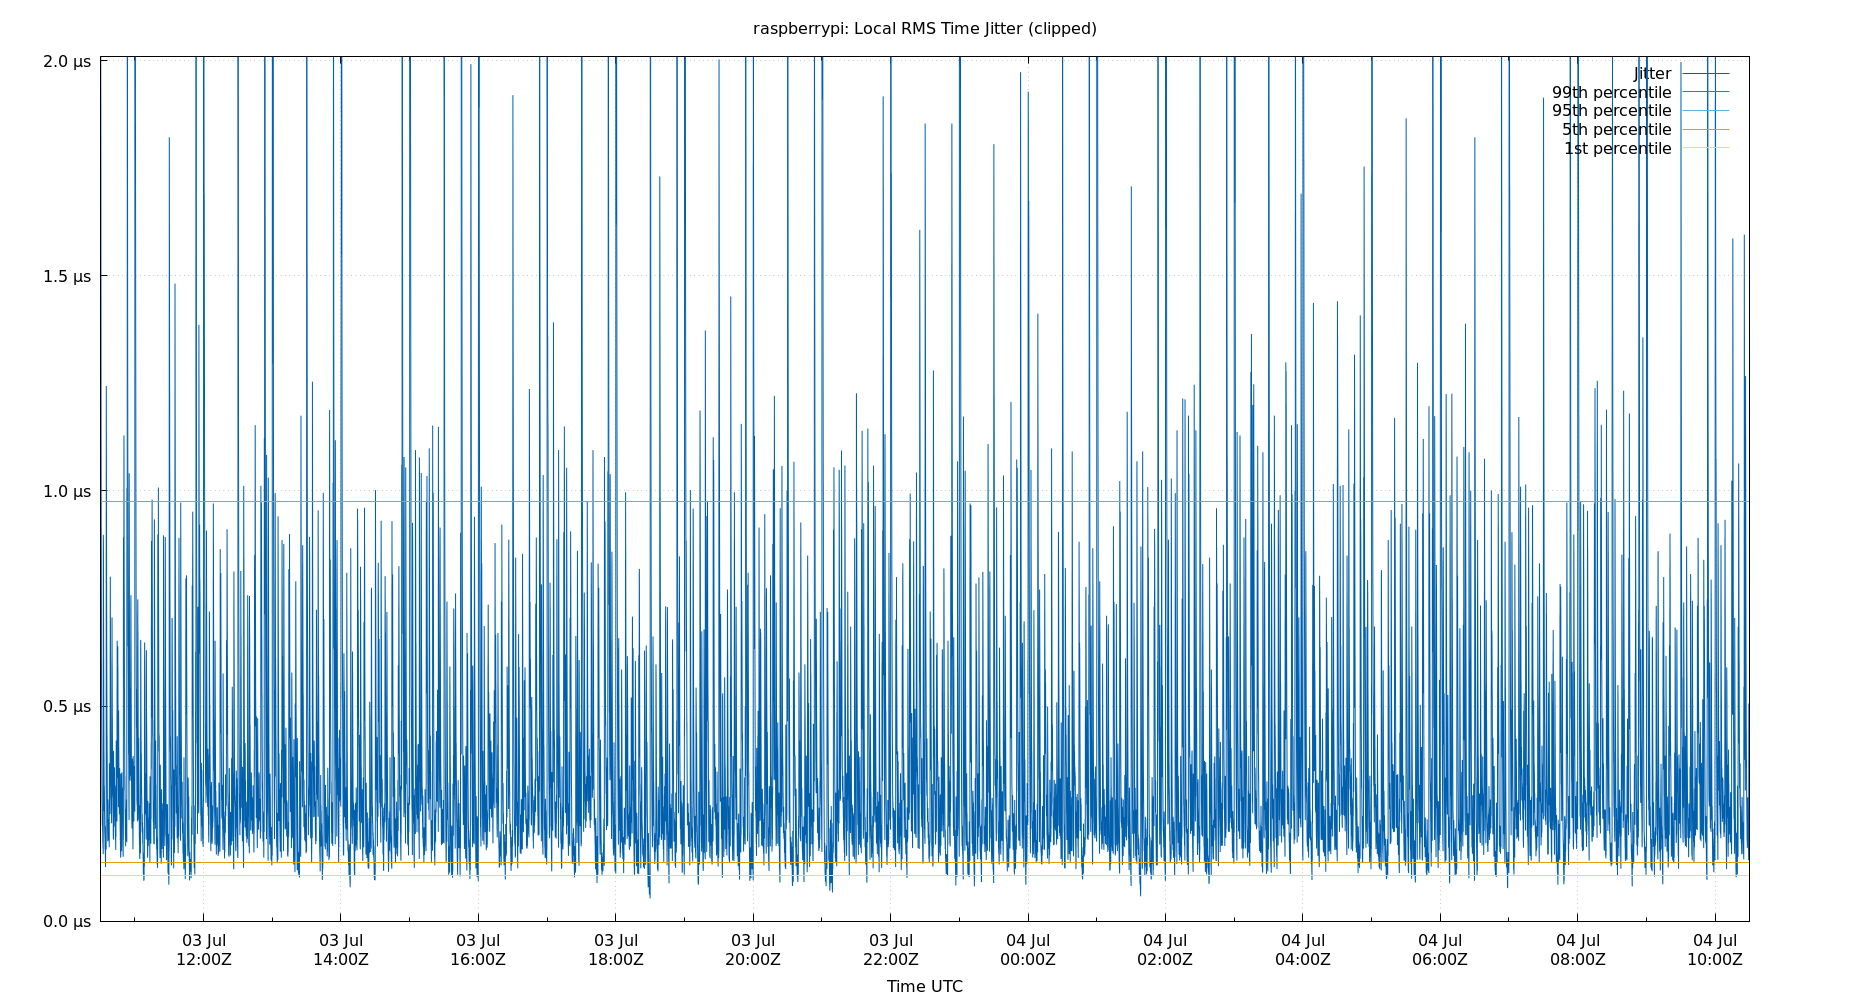 raspberrypi: Local RMS Time Jitter (clipped)
2.0 µs
1.5 µs
1.0 µs
0.5 µs
0.0 µs
Jitter
99th percentile
95th percentile
5th percentile
1st percentile
03 Jul 03 Jul 03 Jul 03 Jul 03 Jul 03 Jul 04 Jul 04 Jul 04 Jul 04 Jul 04 Jul 04 Jul
12:00Z 14:00Z 16:00Z 18:00Z 20:00Z 22:00Z 00:00Z 02:00Z 04:00Z 06:00Z 08:00Z 10:00Z
Time UTC